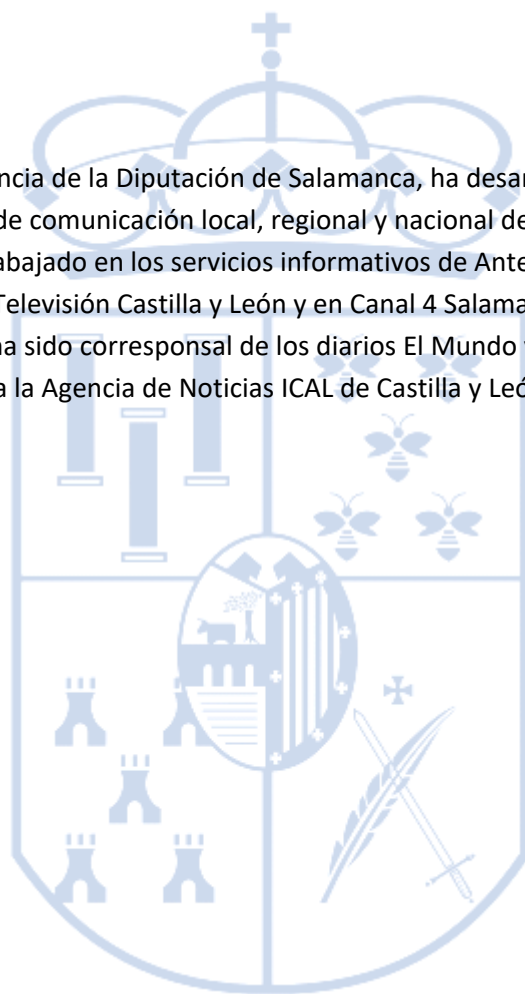 ncia de la Diputación de Salamanca, ha desar
de comunicación local, regional y nacional de
abajado en los servicios informativos de Ante
Televisión Castilla y León y en Canal 4 Salama
ha sido corresponsal de los diarios El Mundo
a la Agencia de Noticias ICAL de Castilla y Leó